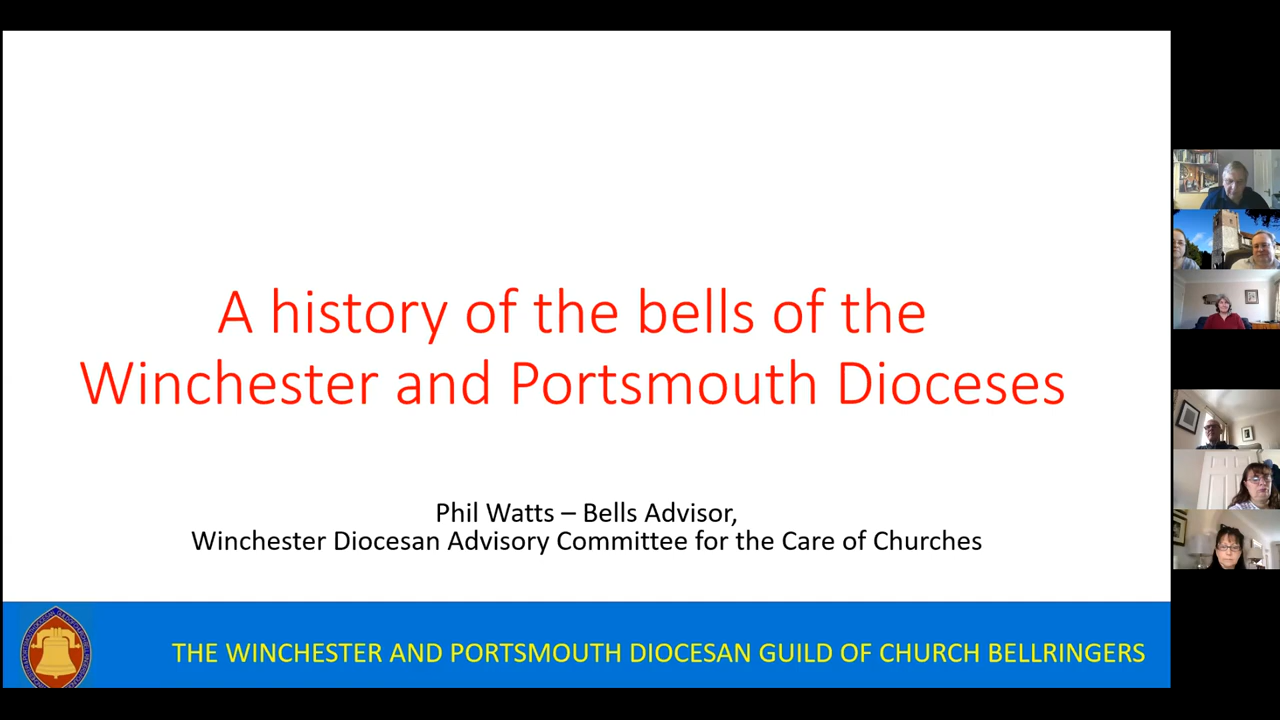 A history of the bells of the
Winchester and Portsmouth Dioceses
Phil Watts – Bells Advisor,
Winchester Diocesan Advisory Committee for the Care of Churches
THE WINCHESTER AND PORTSMOUTH DIOCESAN GUILD OF CHURCH BELLRINGERS